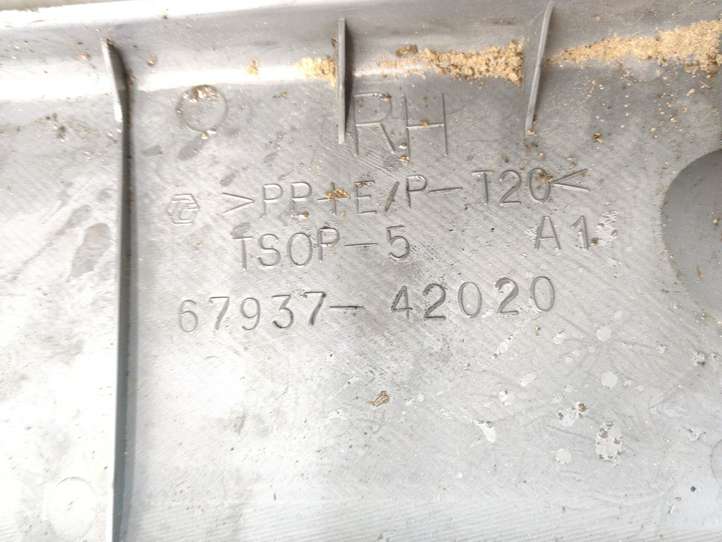 RH
>PP+E/P-T20<
TSOP-5 A1
67937-42020